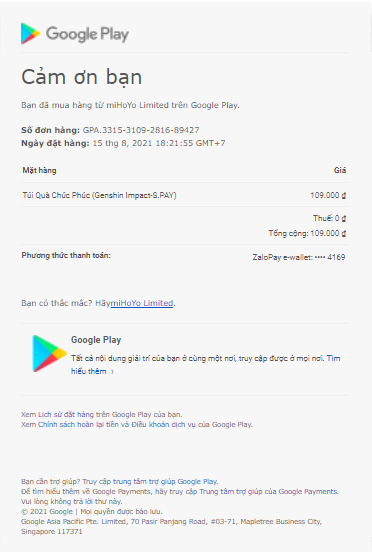 Google Play
Cảm ơn bạn
Bạn đã mua hàng từ miHoYo Limited trên Google Play.
Số đơn hàng: GPA.3315-3109-2816-89427
Ngày đặt hàng: 15 thg 8, 2021 18:21:55 GMT+7
Mặt hàng Giá
Túi Quà Chúc Phúc (Genshin Impact-S.PAY) 109.000 ₫
Thuế: 0 ₫
Tổng cộng: 109.000 ₫
Phương thức thanh toán: ZaloPay e-wallet: •••• 4169
Bạn có thắc mắc? HãymiHoYo Limited.
Google Play
Tất cả nội dung giải trí của bạn ở cùng một nơi, truy cập được ở mọi nơi. Tìm
hiểu thêm ›
Xem Lịch sử đặt hàng trên Google Play của bạn.
Xem Chính sách hoàn lại tiền và Điều khoản dịch vụ của Google Play.
Bạn cần trợ giúp? Truy cập trung tâm trợ giúp Google Play.
Để tìm hiểu thêm về Google Payments, hãy truy cập Trung tâm trợ giúp của Google Payments.
Vui lòng không trả lời thư này.
© 2021 Google | Mọi quyền được bảo lưu.
Google Asia Pacific Pte. Limited, 70 Pasir Panjang Road, #03-71, Mapletree Business City,
Singapore 117371